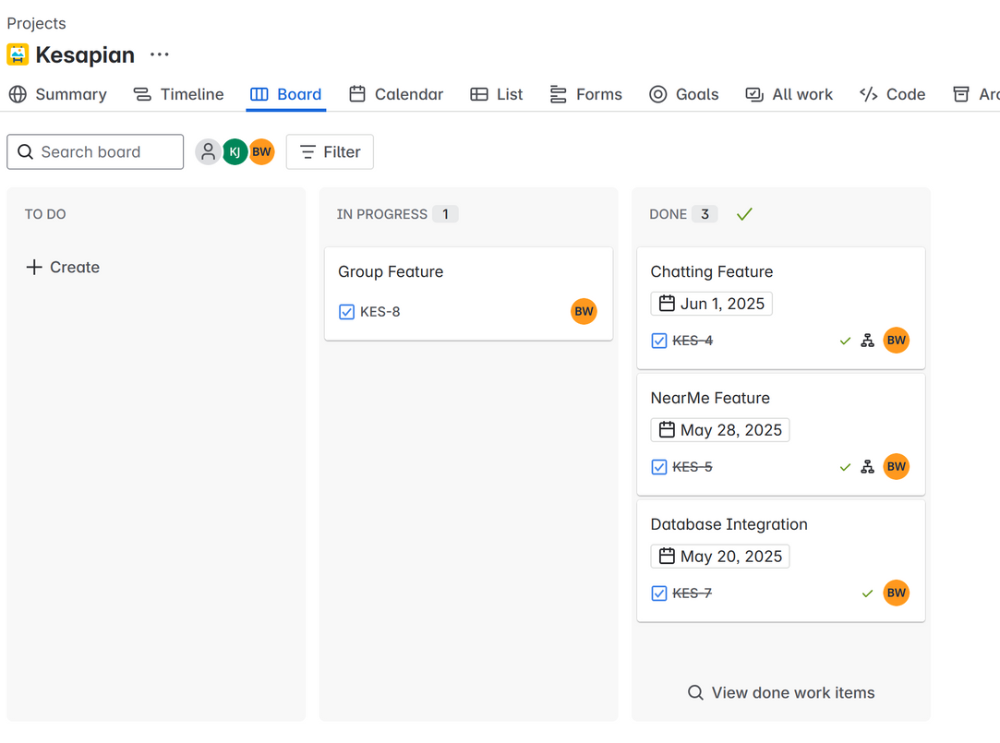 Projects
Kesapian ...
Summary Timeline Board Calendar List Forms Goals All work Code Arc
Search board KJ BW Filter
TO DO
Create
IN PROGRESS 1
Group Feature
KES-8 BW
DONE 3
Chatting Feature
Jun 1, 2025
KES-4 BW
NearMe Feature
May 28, 2025
KES-5 BW
Database Integration
May 20, 2025
KES-7 BW
View done work items